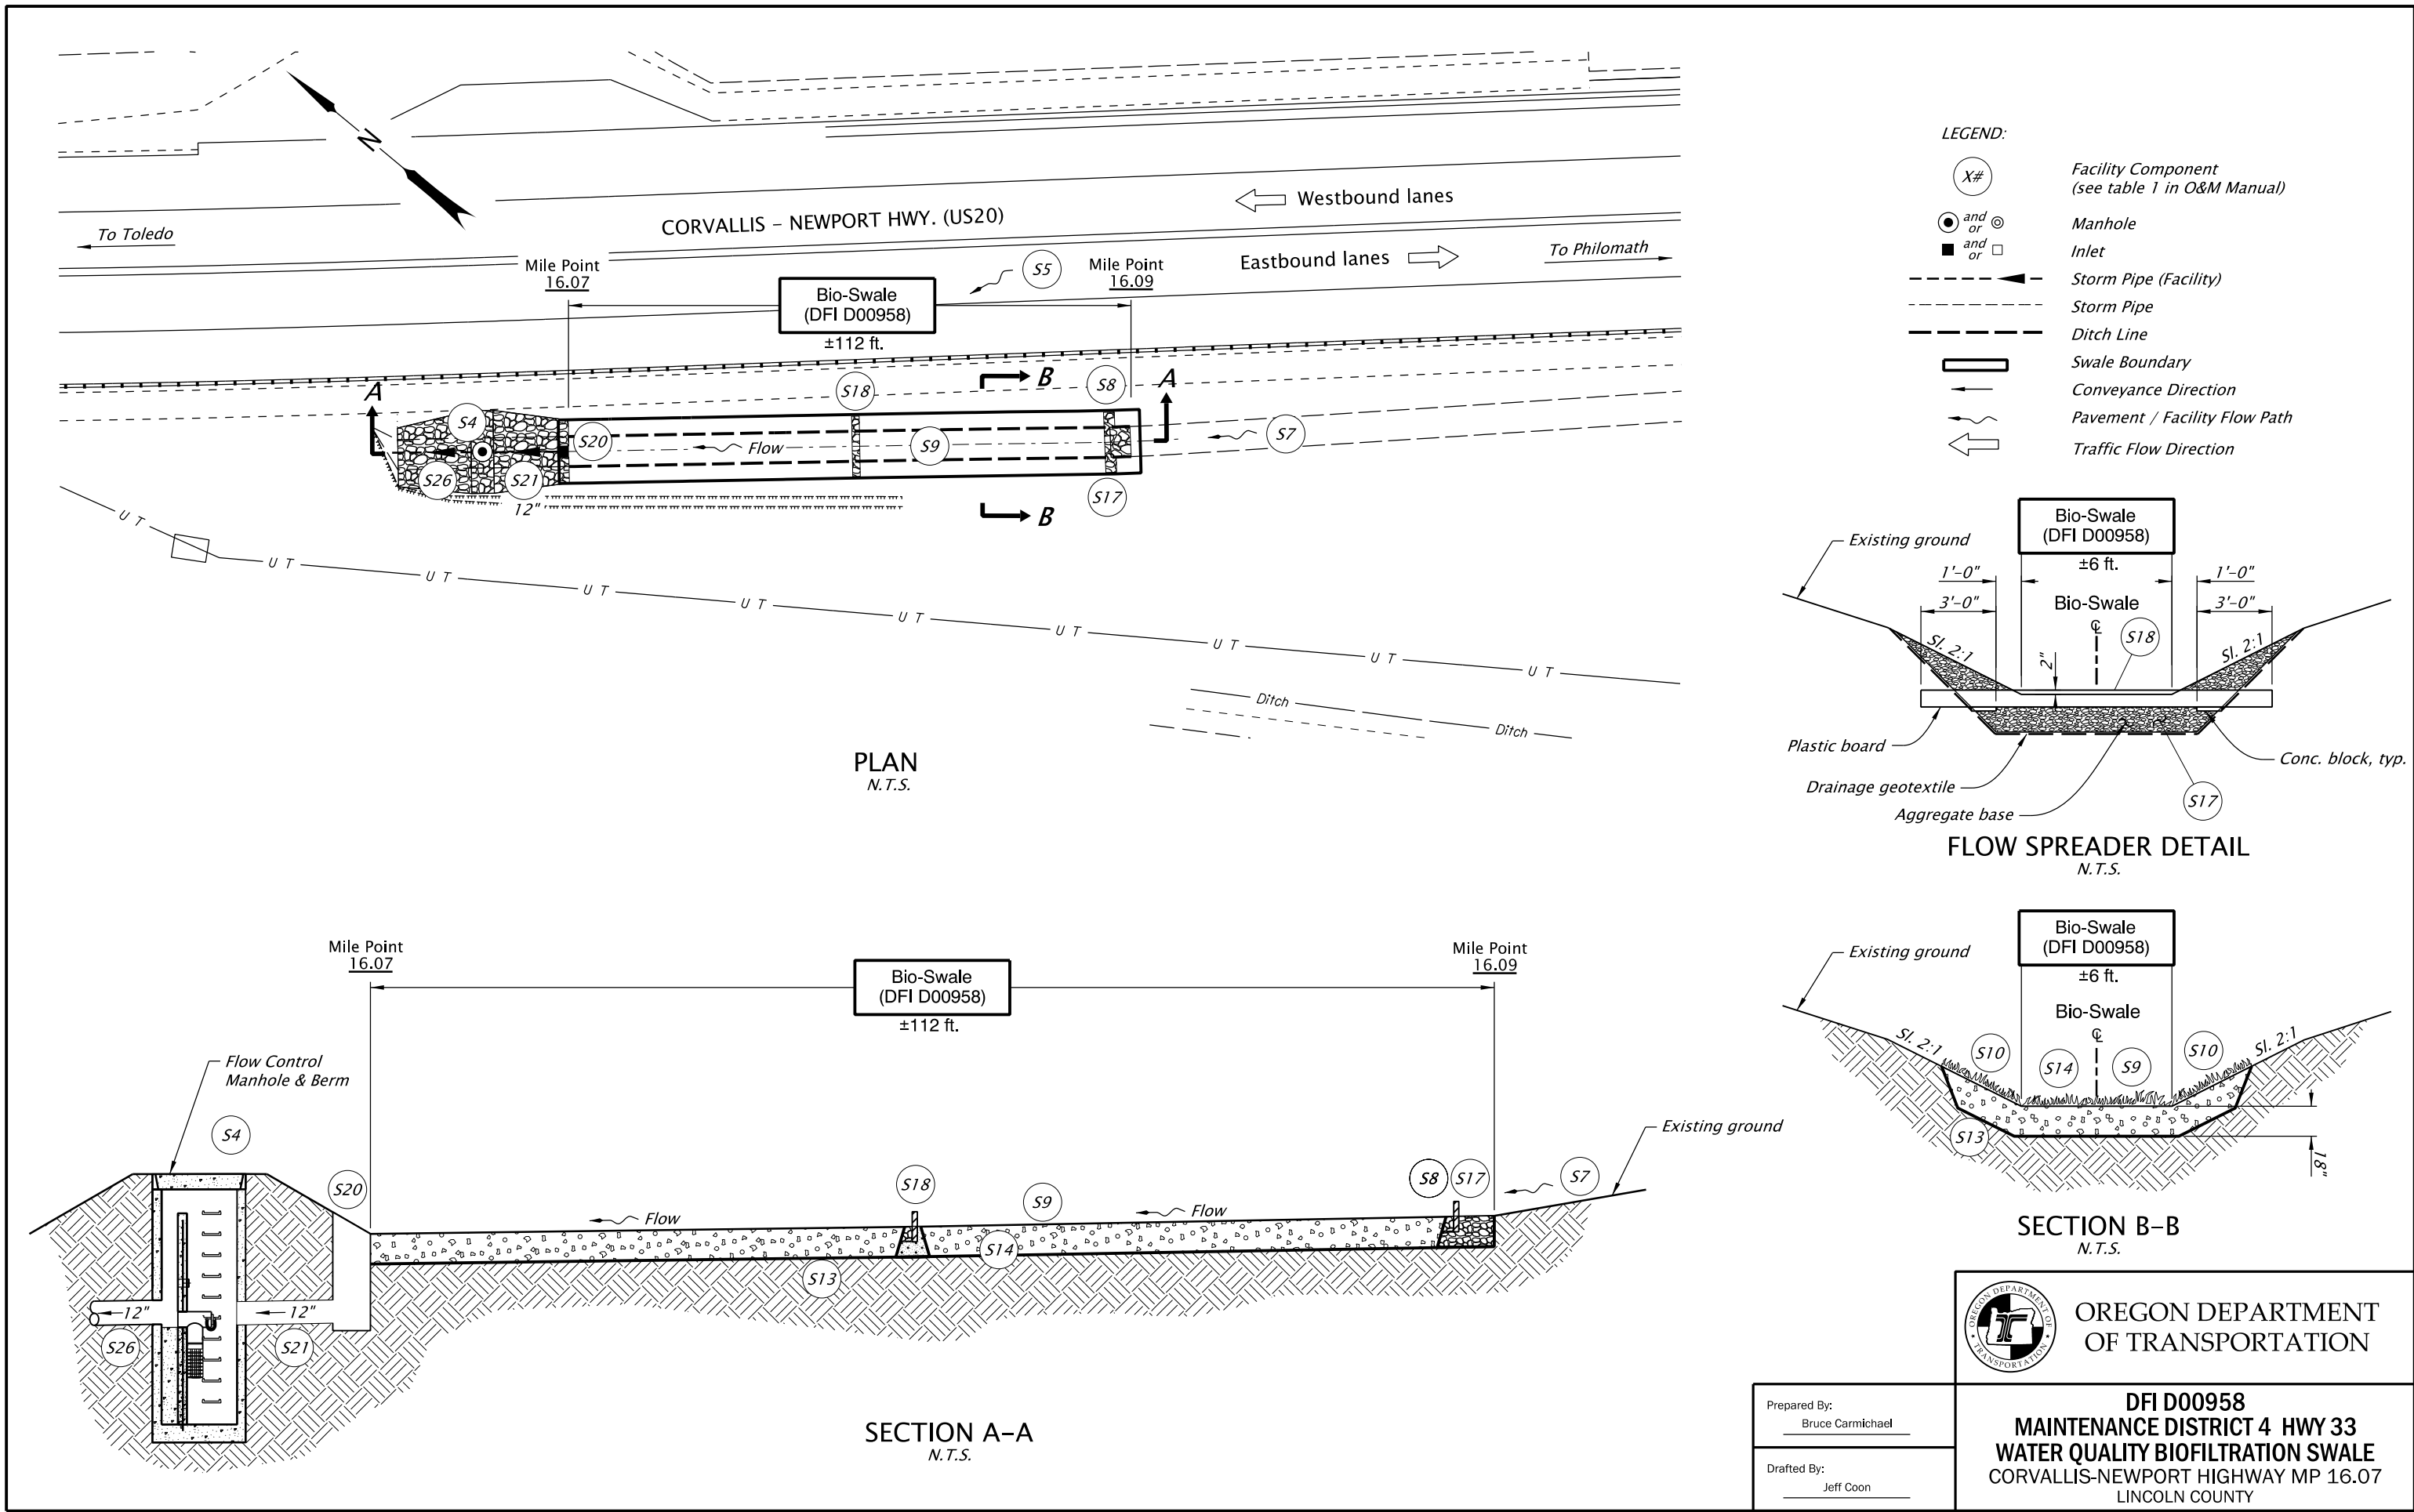 N
To Toledo
CORVALLIS – NEWPORT HWY. (US20)
Westbound lanes
Eastbound lanes
To Philomath
Mile Point
16.07
Bio-Swale
(DFI D00958)
±112 ft.
S5
Mile Point
16.09
A
S4
S18
B
S8
A
S20
Flow
S9
S7
S26
S21
12"
S17
B
U T
U T
U T
U T
U T
U T
U T
U T
U T
U T
Ditch
Ditch
PLAN
N.T.S.
LEGEND:
X#
Facility Component
(see table 1 in O&M Manual)
and
or
Manhole
and
or
Inlet
Storm Pipe (Facility)
Storm Pipe
Ditch Line
Swale Boundary
Conveyance Direction
Pavement / Facility Flow Path
Traffic Flow Direction
Bio-Swale
(DFI D00958)
±6 ft.
Existing ground
1'-0"
1'-0"
3'-0"
3'-0"
Bio-Swale
CL
S18
Sl. 2:1
2"
Sl. 2:1
Plastic board
Conc. block, typ.
Drainage geotextile
Aggregate base
S17
FLOW SPREADER DETAIL
N.T.S.
Mile Point
16.07
Bio-Swale
(DFI D00958)
±112 ft.
Mile Point
16.09
Flow Control
Manhole & Berm
S4
Existing ground
S20
S18
S9
S8
S17
S7
Flow
Flow
S14
S13
12"
12"
S26
S21
SECTION A–A
N.T.S.
Bio-Swale
(DFI D00958)
±6 ft.
Existing ground
Bio-Swale
CL
Sl. 2:1
S10
S14
S9
S10
Sl. 2:1
S13
18"
SECTION B–B
N.T.S.
OREGON DEPARTMENT OF TRANSPORTATION
OREGON DEPARTMENT
OF TRANSPORTATION
Prepared By:
Bruce Carmichael
Drafted By:
Jeff Coon
DFI D00958
MAINTENANCE DISTRICT 4 HWY 33
WATER QUALITY BIOFILTRATION SWALE
CORVALLIS-NEWPORT HIGHWAY MP 16.07
LINCOLN COUNTY